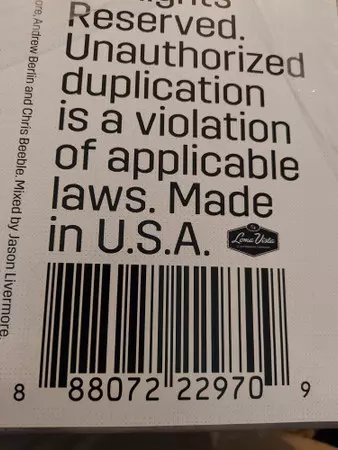 Rights
Reserved.
Unauthorized
duplication
is a violation
of applicable
laws. Made
in U.S.A.
Loma Vista
8 88072 22970 9
Andrew Berlin and Chris Beeble. Mixed by Jason Livermore.